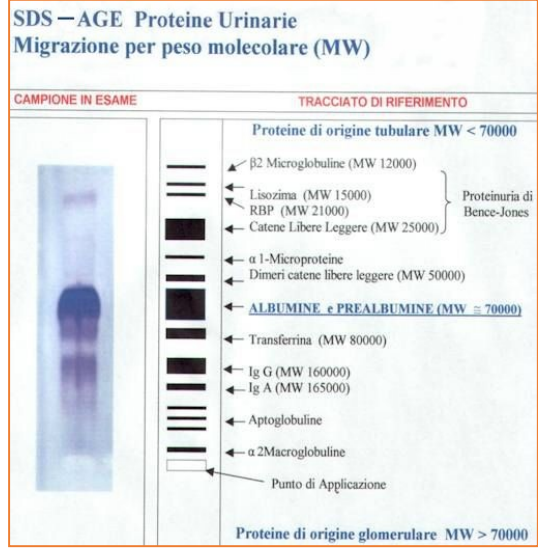 SDS – AGE Proteine Urinarie
Migrazione per peso molecolare (MW)
CAMPIONE IN ESAME
TRACCIATO DI RIFERIMENTO
Proteine di origine tubulare MW < 70000
β2 Microglobuline (MW 12000)
Lisozima (MW 15000)
RBP (MW 21000)
Catene Libere Leggere (MW 25000)
Proteinuria di
Bence-Jones
α 1-Microproteine
Dimeri catene libere leggere (MW 50000)
ALBUMINE e PREALBUMINE (MW ≅ 70000)
Transferrina (MW 80000)
Ig G (MW 160000)
Ig A (MW 165000)
Aptoglobuline
α 2Macroglobuline
Punto di Applicazione
Proteine di origine glomerulare MW > 70000